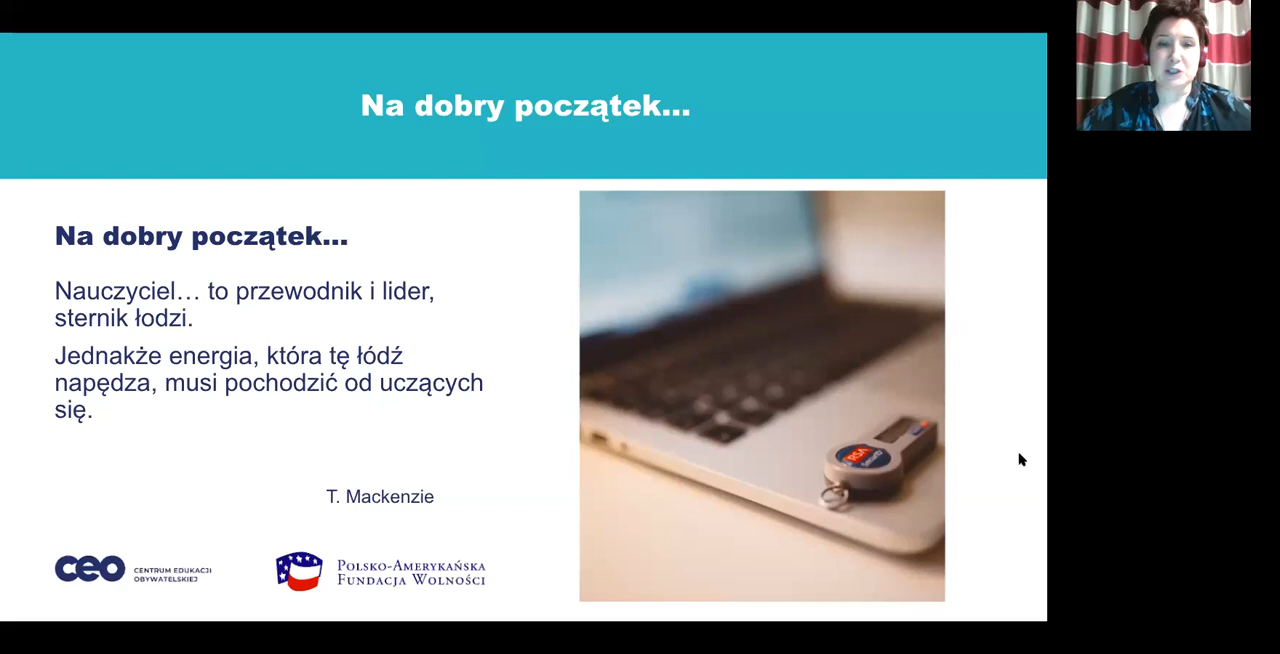 Na dobry początek...
Na dobry początek...
Nauczyciel… to przewodnik i lider,
sternik łodzi.
Jednakże energia, która tę łódź
napędza, musi pochodzić od uczących
się.
T. Mackenzie
ceo CENTRUM EDUKACJI
OBYWATELSKIEJ
POLSKO-AMERYKAŃSKA
FUNDACJA WOLNOŚCI
RSA